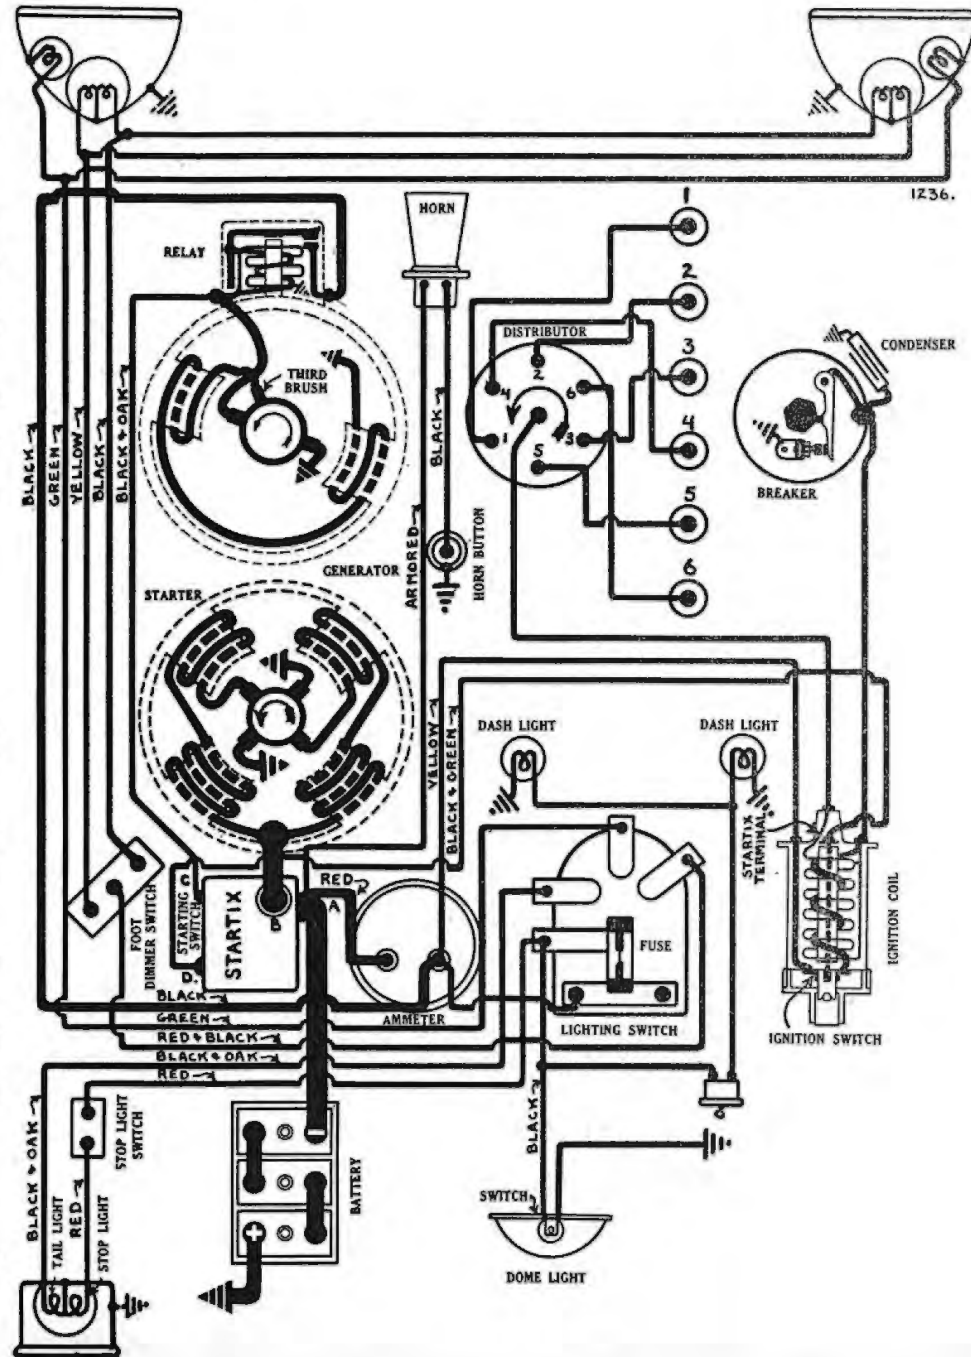 1236.
HORN
RELAY
THIRD
BRUSH
DISTRIBUTOR
1
2
3
4
5
6
4
2
6
1
3
5
CONDENSER
BREAKER
BLACK
GREEN
YELLOW
BLACK
BLACK & OAK
BLACK
ARMORED
HORN BUTTON
GENERATOR
STARTER
YELLOW
BLACK & GREEN
DASH LIGHT
DASH LIGHT
STARTIX
TERMINAL
IGNITION COIL
IGNITION SWITCH
FOOT
DIMMER SWITCH
C
STARTING
SWITCH
D.
STARTIX
B
RED
A
AMMETER
FUSE
LIGHTING SWITCH
BLACK
GREEN
RED & BLACK
BLACK & OAK
RED
BLACK & OAK
STOP LIGHT
SWITCH
RED
TAIL LIGHT
STOP LIGHT
BATTERY
BLACK
SWITCH
DOME LIGHT